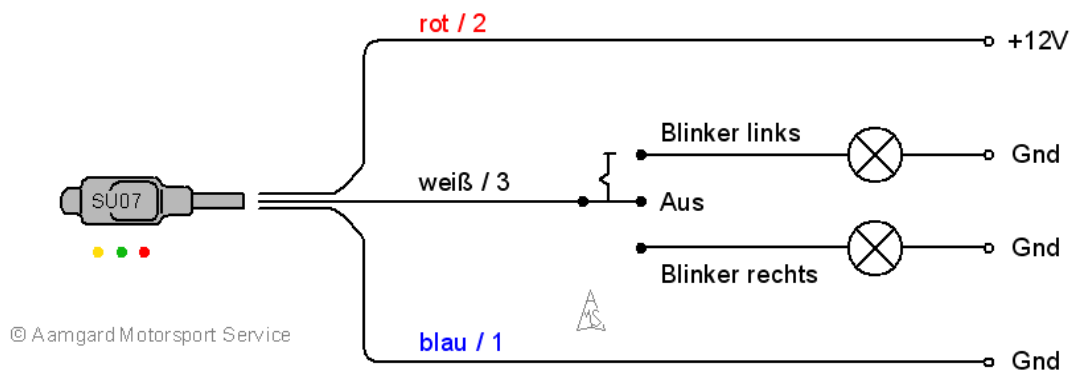 rot / 2
+12V
Blinker links
Gnd
weiß / 3
SU07
Aus
Gnd
Blinker rechts
AMS
© Aamgard Motorsport Service
blau / 1
Gnd